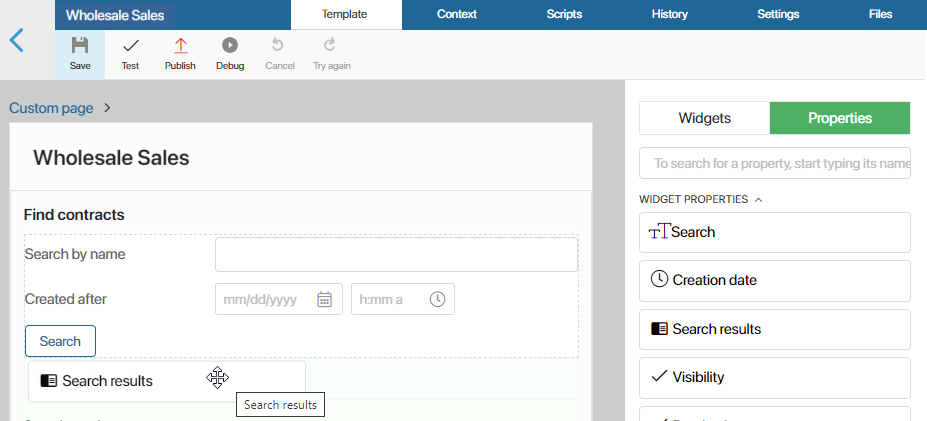 Wholesale Sales
Template Context Scripts History Settings Files
Save Test Publish Debug Cancel Try again
Custom page
Widgets Properties
Wholesale Sales
To search for a property, start typing its name
WIDGET PROPERTIES
Find contracts
Search
Search by name
Creation date
Created after mm/dd/yyyy h:mm a
Search results
Search
Search results
Visibility
Search results